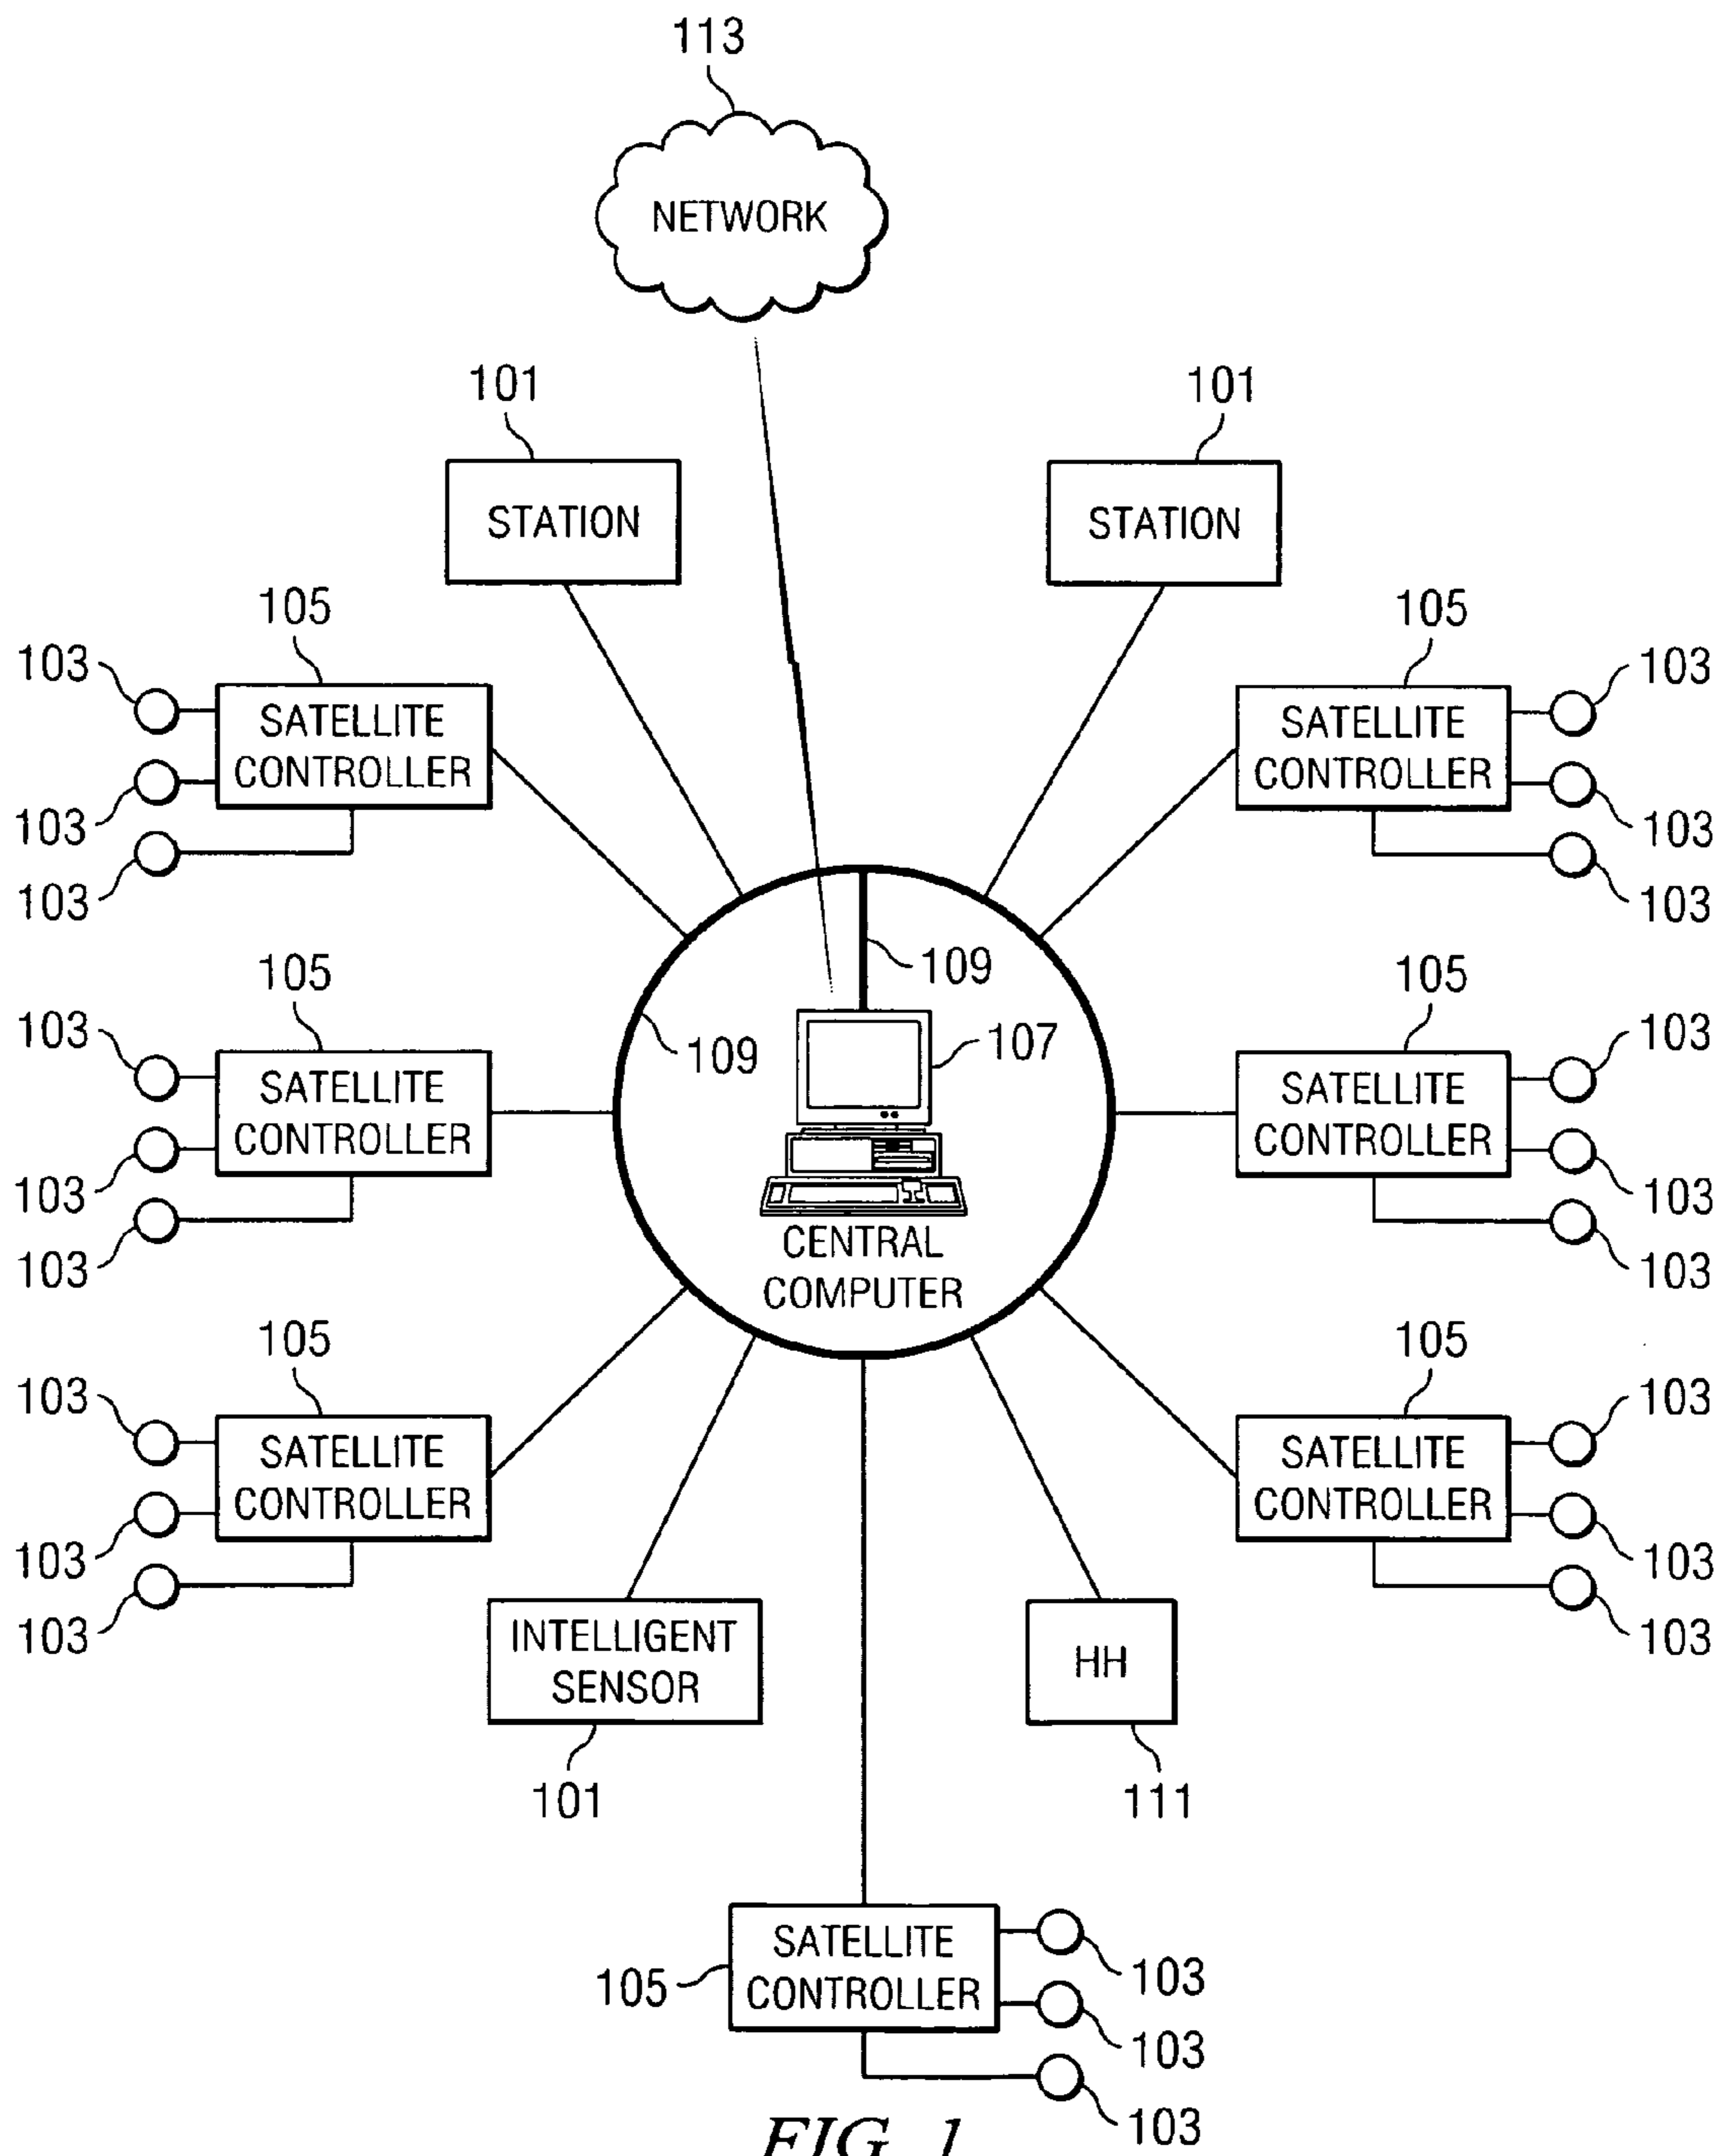 113
NETWORK
101
101
STATION
STATION
105
105
103
103
SATELLITE
CONTROLLER
SATELLITE
CONTROLLER
103
103
103
103
109
105
105
103
103
109
107
SATELLITE
CONTROLLER
SATELLITE
CONTROLLER
103
103
103
103
CENTRAL
COMPUTER
105
105
103
103
SATELLITE
CONTROLLER
SATELLITE
CONTROLLER
103
103
103
103
INTELLIGENT
SENSOR
HH
101
111
SATELLITE
CONTROLLER
105
103
103
103
FIG. 1